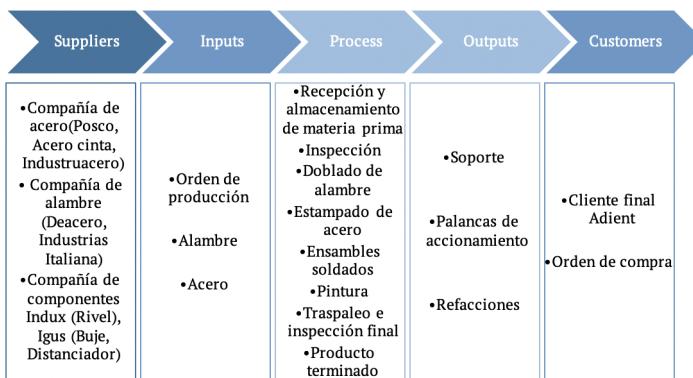 Suppliers
Inputs
Process
Outputs
Customers
•Compañía de
acero(Posco,
Acero cinta,
Industruacero)
• Compañía de
alambre
(Deacero,
Industrias
Italiana)
•Compañía de
componentes
Indux (Rivel),
Igus (Buje,
Distanciador)
•Orden de
producción
•Alambre
•Acero
•Recepción y
almacenamiento
de materia prima
•Inspección
•Doblado de
alambre
•Estampado de
acero
•Ensambles
soldados
•Pintura
•Traspaleo e
inspección final
•Producto
terminado
•Soporte
•Palancas de
accionamiento
•Refacciones
•Cliente final
Adient
•Orden de compra